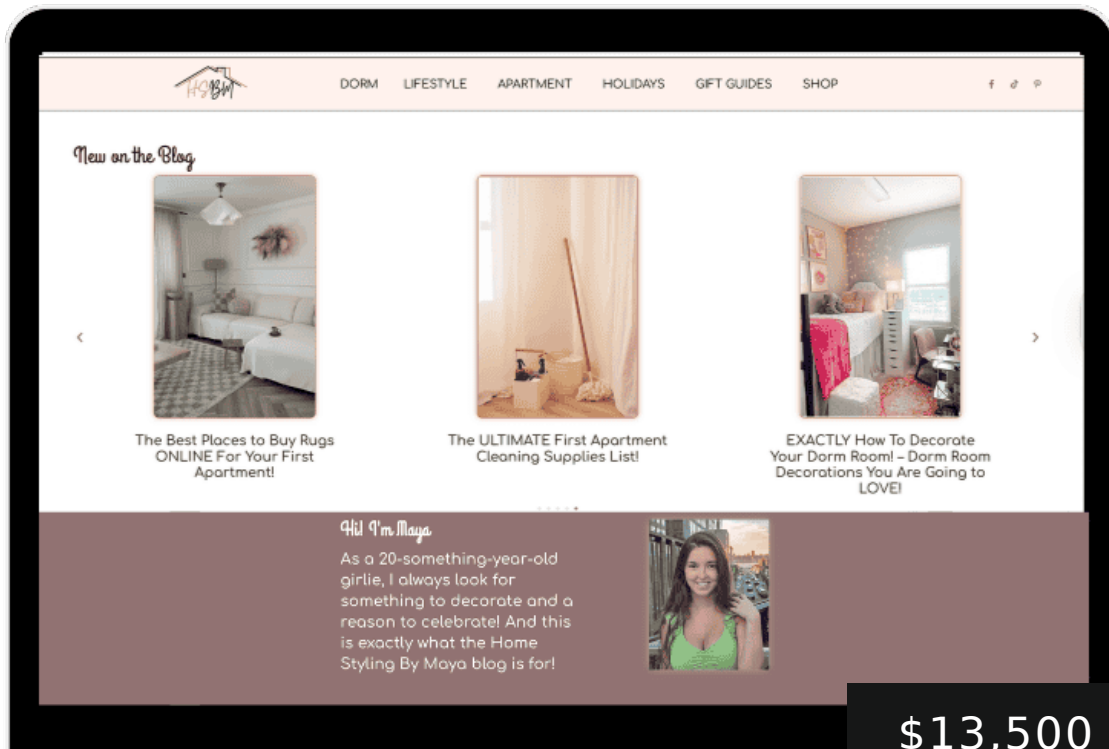 HSBM
DORM LIFESTYLE APARTMENT HOLIDAYS GIFT GUIDES SHOP
New on the Blog
The Best Places to Buy Rugs
ONLINE For Your First
Apartment!
The ULTIMATE First Apartment
Cleaning Supplies List!
EXACTLY How To Decorate
Your Dorm Room! – Dorm Room
Decorations You Are Going to
LOVE!
Hi! I'm Maya
As a 20-something-year-old
girlie, I always look for
something to decorate and a
reason to celebrate! And this
is exactly what the Home
Styling By Maya blog is for!
$13,500